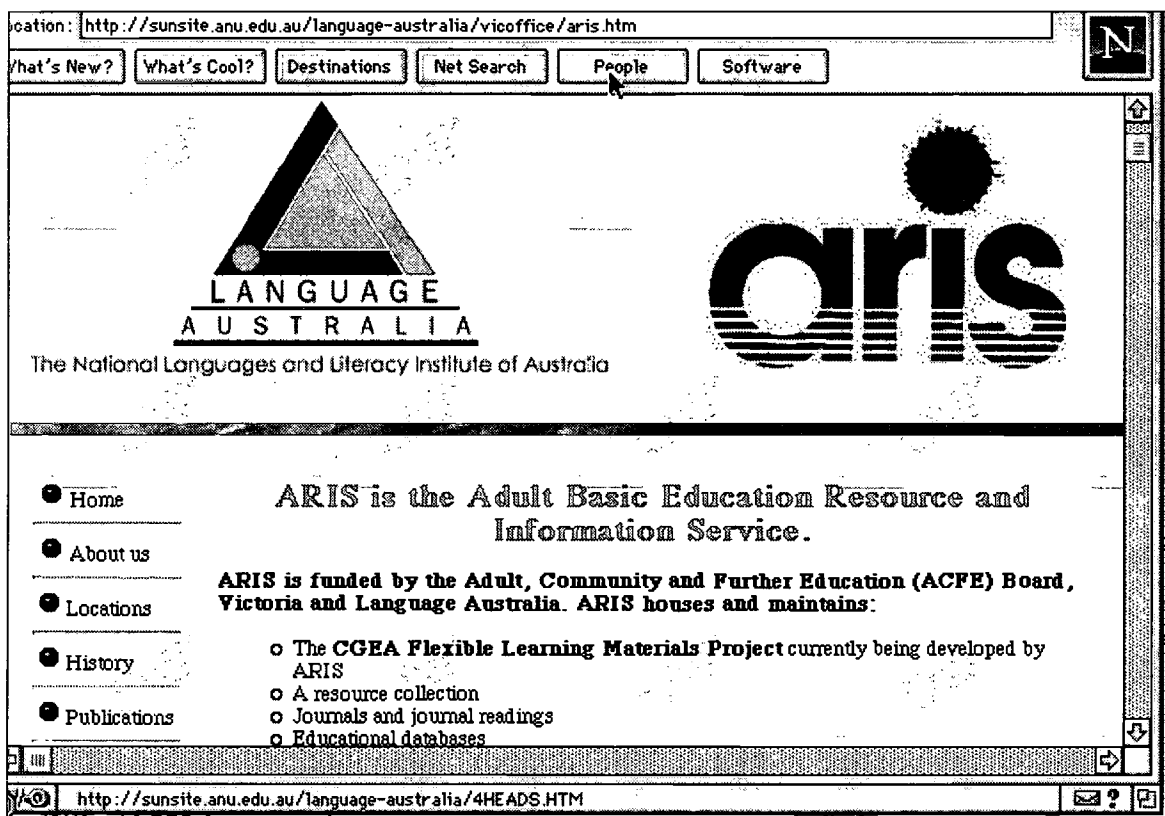 ocation: http://sunsite.anu.edu.au/language-australia/vicoffice/aris.htm
N
hat's New? What's Cool? Destinations Net Search People Software
LANGUAGE
AUSTRALIA
The National Languages and Literacy Institute of Australia
aris
Home
About us
Locations
History
Publications
ARIS is the Adult Basic Education Resource and
Information Service.
ARIS is funded by the Adult, Community and Further Education (ACFE) Board,
Victoria and Language Australia. ARIS houses and maintains:
The CGEA Flexible Learning Materials Project currently being developed by
ARIS
A resource collection
Journals and journal readings
Educational databases
http://sunsite.anu.edu.au/language-australia/4HEADS.HTM
?